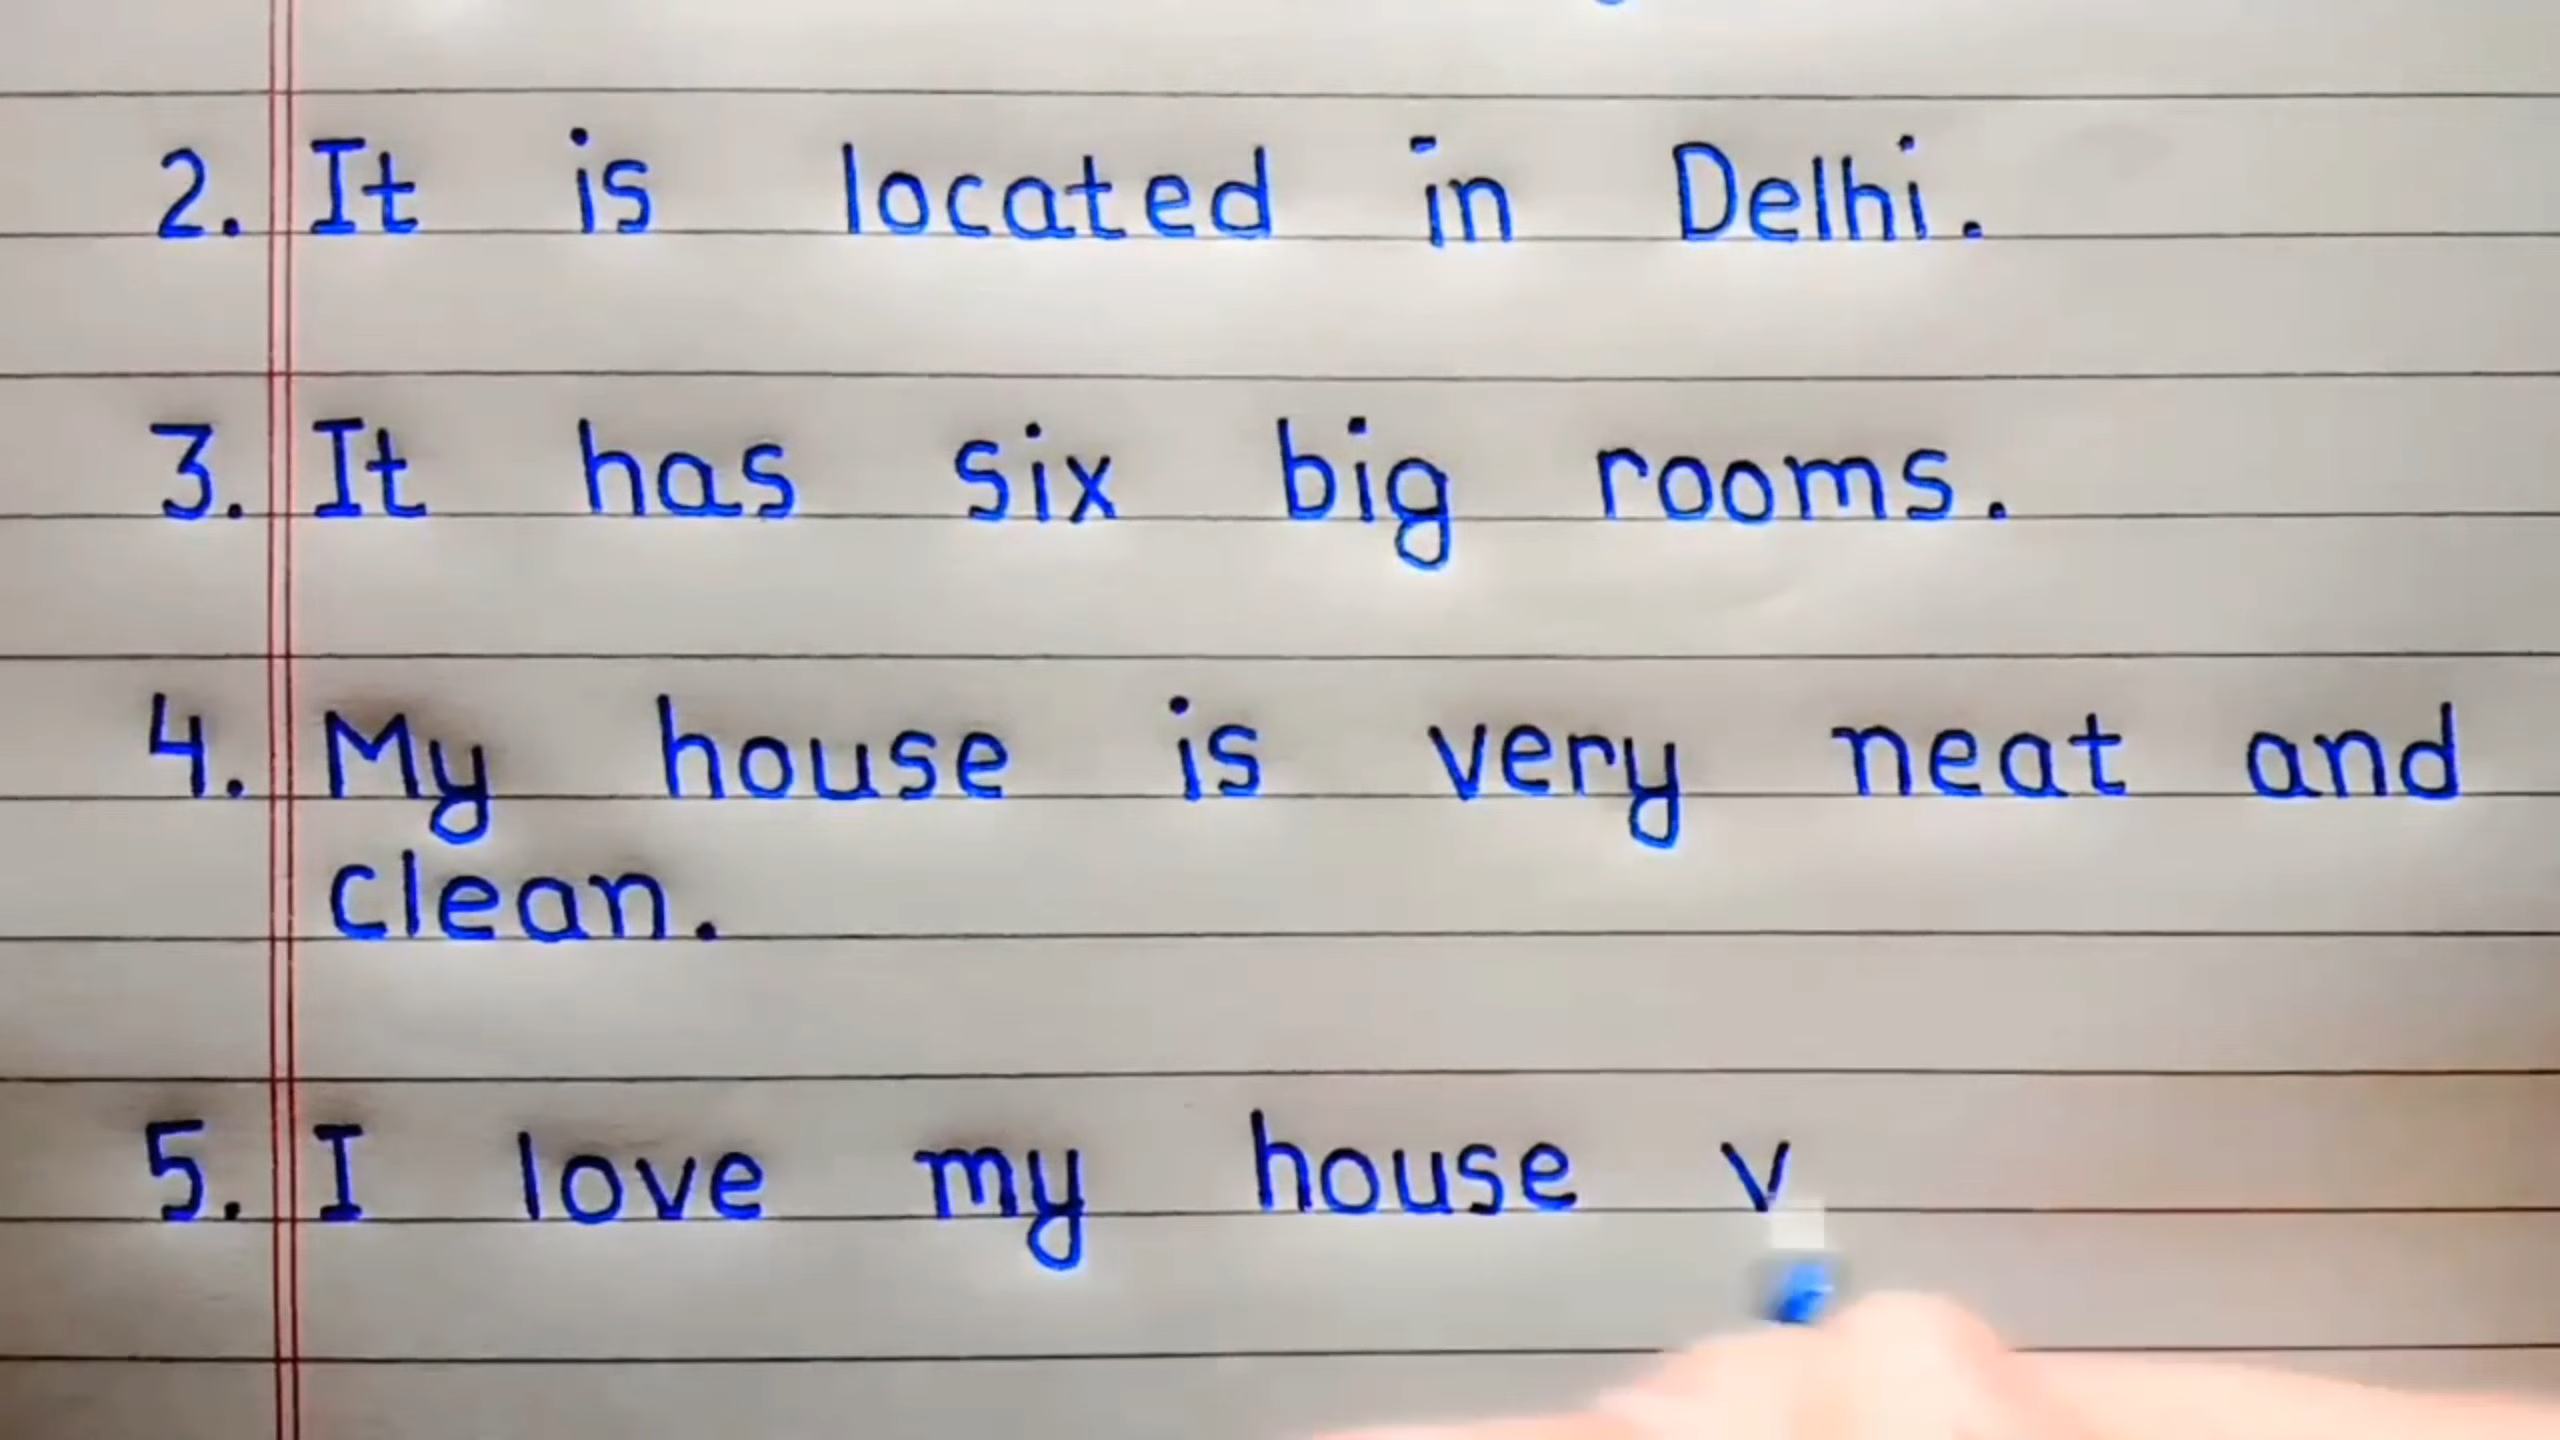 2. It is located in Delhi.
3. It has six big rooms.
4. My house is very neat and
clean.
5. I love my house v